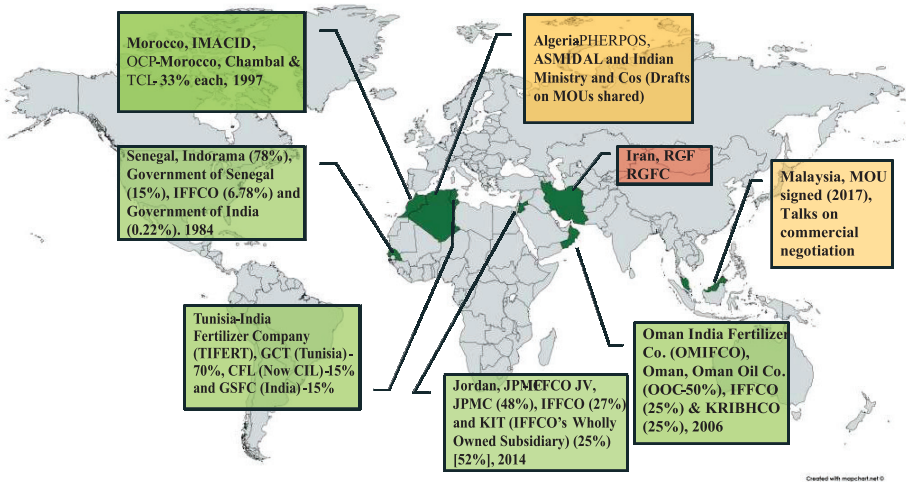 Morocco, IMACID,
OCP-Morocco, Chambal &
TCL- 33% each, 1997
Algeria-PHERPOS,
ASMIDAL and Indian
Ministry and Cos (Drafts
on MOUs shared)
Senegal, Indorama (78%),
Government of Senegal
(15%), IFFCO (6.78%) and
Government of India
(0.22%). 1984
Iran, RCF
RGFC
Malaysia, MOU
signed (2017),
Talks on
commercial
negotiation
Tunisia-India
Fertilizer Company
(TIFERT), GCT (Tunisia) -
70%, CFL (Now CIL) -15%
and GSFC (India) -15%
Jordan, JPMC-IFFCO JV,
JPMC (48%), IFFCO (27%)
and KIT (IFFCO's Wholly
Owned Subsidiary) (25%)
[52%], 2014
Oman India Fertilizer
Co. (OMIFCO),
Oman, Oman Oil Co.
(OOC-50%), IFFCO
(25%) & KRIBHCO
(25%), 2006
Created with mapchart.net ©